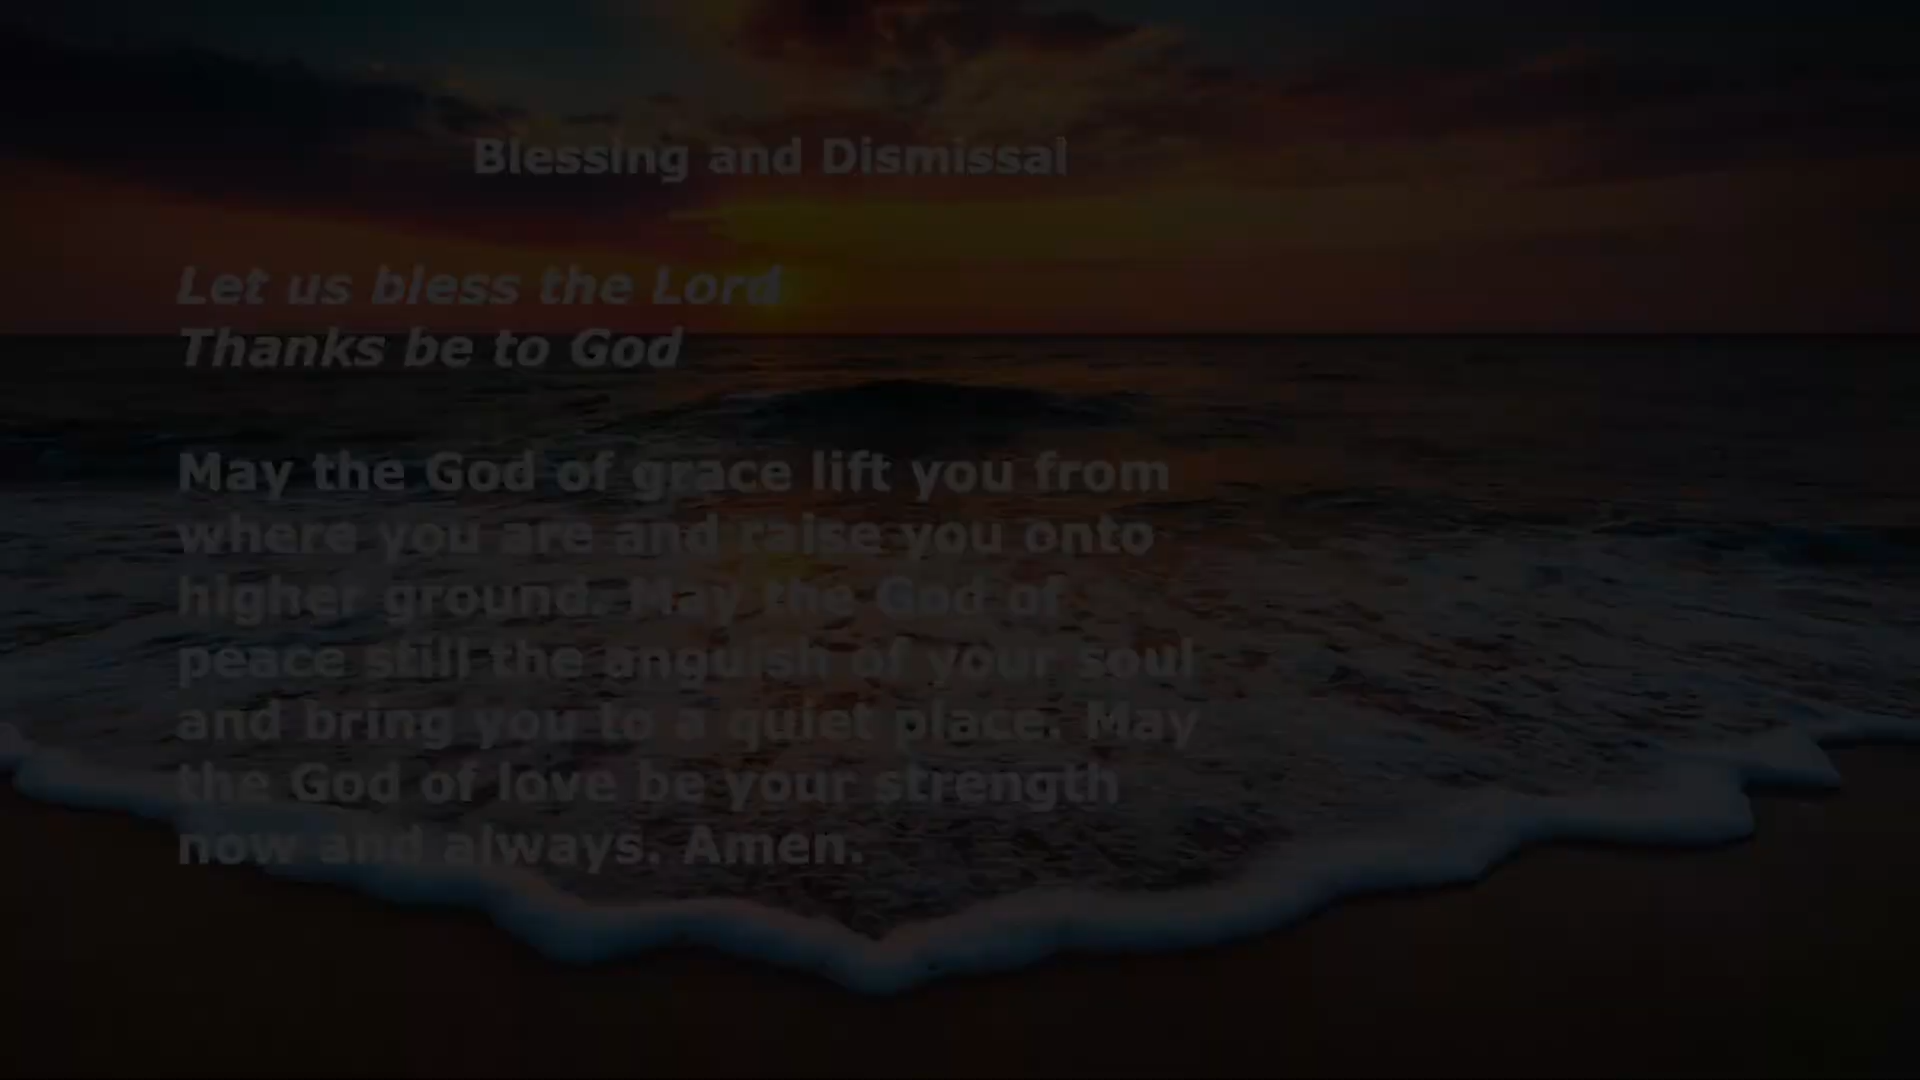 Blessing and Dismissal
Let us bless the Lord
Thanks be to God
May the God of grace lift you from
where you are and raise you onto
higher ground. May the God of
peace still the anguish of your soul
and bring you to a quiet place. May
the God of love be your strength
now and always. Amen.